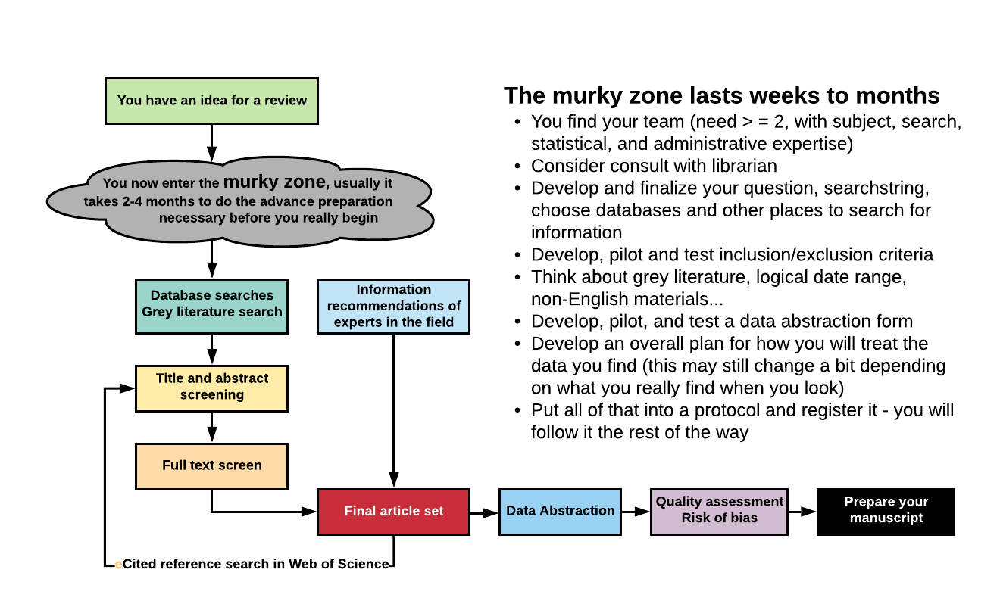 You have an idea for a review
You now enter the murky zone, usually it
takes 2-4 months to do the advance preparation
necessary before you really begin
Database searches
Grey literature search
Information
recommendations of
experts in the field
Title and abstract
screening
Full text screen
Final article set
Data Abstraction
Quality assessment
Risk of bias
Prepare your
manuscript
eCited reference search in Web of Science
The murky zone lasts weeks to months
• You find your team (need > = 2, with subject, search,
statistical, and administrative expertise)
• Consider consult with librarian
• Develop and finalize your question, searchstring,
choose databases and other places to search for
information
• Develop, pilot and test inclusion/exclusion criteria
• Think about grey literature, logical date range,
non-English materials...
• Develop, pilot, and test a data abstraction form
• Develop an overall plan for how you will treat the
data you find (this may still change a bit depending
on what you really find when you look)
• Put all of that into a protocol and register it - you will
follow it the rest of the way